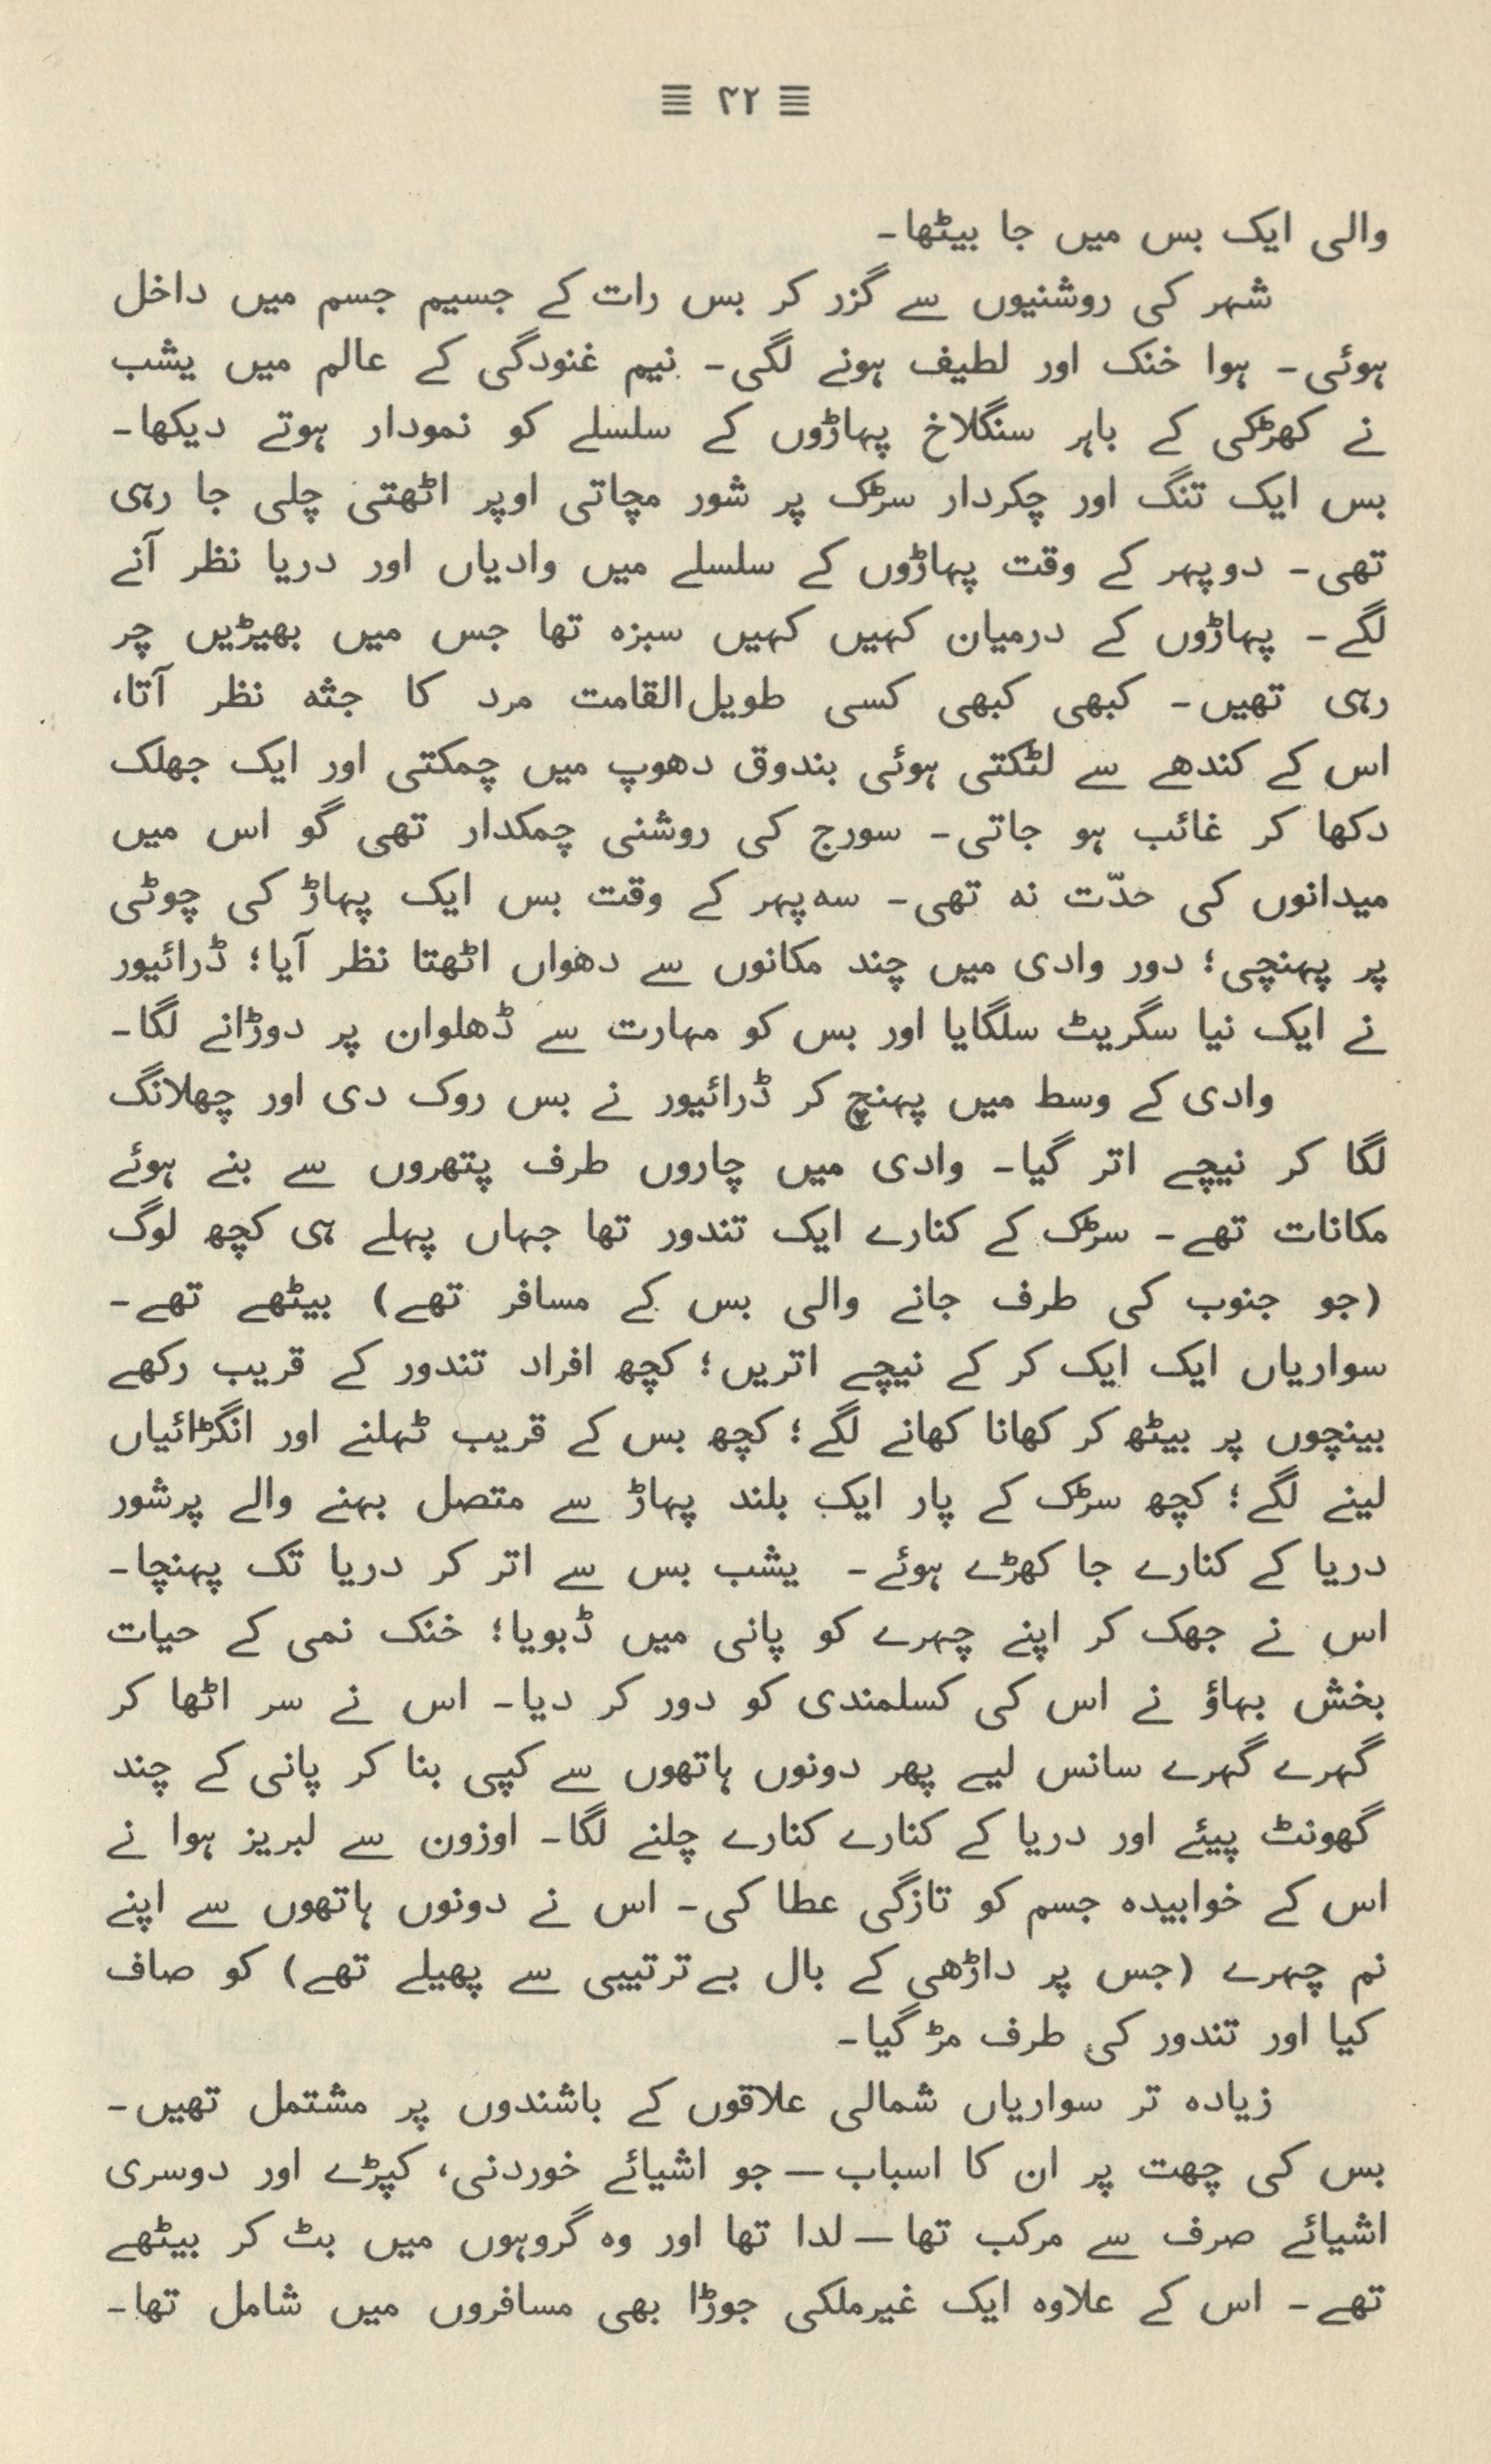 ۴۲
والی ایک بس میں جا بیٹھا۔
شہر کی روشنیوں سے گزر کر بس رات کے جسیم جسم میں داخل
ہوئی۔ ہوا خنک اور لطیف ہونے لگی۔ نیم غنودگی کے عالم میں یشب
نے کھڑکی کے باہر سنگلاخ پہاڑوں کے سلسلے کو نمودار ہوتے دیکھا۔
بس ایک تنگ اور چکردار سڑک پر شور مچاتی اوپر اٹھتی چلی جا رہی
تھی۔ دوپہر کے وقت پہاڑوں کے سلسلے میں وادیاں اور دریا نظر آنے
لگے۔ پہاڑوں کے درمیان کہیں کہیں سبزہ تھا جس میں بھیڑیں چر
رہی تھیں۔ کبھی کبھی کسی طویل‌القامت مرد کا جثہ نظر آتا،
اس کے کندھے سے لٹکتی ہوئی بندوق دھوپ میں چمکتی اور ایک جھلک
دکھا کر غائب ہو جاتی۔ سورج کی روشنی چمکدار تھی گو اس میں
میدانوں کی حدّت نہ تھی۔ سہ پہر کے وقت بس ایک پہاڑ کی چوٹی
پر پہنچی؛ دور وادی میں چند مکانوں سے دھواں اٹھتا نظر آیا؛ ڈرائیور
نے ایک نیا سگریٹ سلگایا اور بس کو مہارت سے ڈھلوان پر دوڑانے لگا۔
وادی کے وسط میں پہنچ کر ڈرائیور نے بس روک دی اور چھلانگ
لگا کر نیچے اتر گیا۔ وادی میں چاروں طرف پتھروں سے بنے ہوئے
مکانات تھے۔ سڑک کے کنارے ایک تندور تھا جہاں پہلے ہی کچھ لوگ
(جو جنوب کی طرف جانے والی بس کے مسافر تھے) بیٹھے تھے۔
سواریاں ایک ایک کر کے نیچے اتریں؛ کچھ افراد تندور کے قریب رکھے
بینچوں پر بیٹھ کر کھانا کھانے لگے؛ کچھ بس کے قریب ٹہلنے اور انگڑائیاں
لینے لگے؛ کچھ سڑک کے پار ایک بلند پہاڑ سے متصل بہنے والے پرشور
دریا کے کنارے جا کھڑے ہوئے۔ یشب بس سے اتر کر دریا تک پہنچا۔
اس نے جھک کر اپنے چہرے کو پانی میں ڈبویا؛ خنک نمی کے حیات
بخش بہاؤ نے اس کی کسلمندی کو دور کر دیا۔ اس نے سر اٹھا کر
گہرے گہرے سانس لیے پھر دونوں ہاتھوں سے کپی بنا کر پانی کے چند
گھونٹ پیئے اور دریا کے کنارے کنارے چلنے لگا۔ اوزون سے لبریز ہوا نے
اس کے خوابیدہ جسم کو تازگی عطا کی۔ اس نے دونوں ہاتھوں سے اپنے
نم چہرے (جس پر داڑھی کے بال بے ترتیبی سے پھیلے تھے) کو صاف
کیا اور تندور کی طرف مڑ گیا۔
زیادہ تر سواریاں شمالی علاقوں کے باشندوں پر مشتمل تھیں۔
بس کی چھت پر ان کا اسباب — جو اشیائے خوردنی، کپڑے اور دوسری
اشیائے صرف سے مرکب تھا — لدا تھا اور وہ گروہوں میں بٹ کر بیٹھے
تھے۔ اس کے علاوہ ایک غیرملکی جوڑا بھی مسافروں میں شامل تھا۔